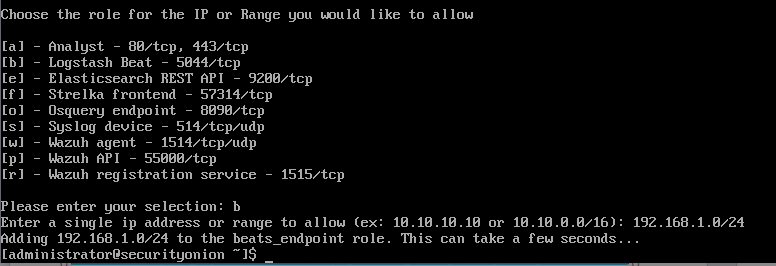 Choose the role for the IP or Range you would like to allow
[a] - Analyst - 80/tcp, 443/tcp
[b] - Logstash Beat - 5044/tcp
[e] - Elasticsearch REST API - 9200/tcp
[f] - Strelka frontend - 57314/tcp
[o] - Osquery endpoint - 8090/tcp
[s] - Syslog device - 514/tcp/udp
[w] - Wazuh agent - 1514/tcp/udp
[p] - Wazuh API - 55000/tcp
[r] - Wazuh registration service - 1515/tcp
Please enter your selection: b
Enter a single ip address or range to allow (ex: 10.10.10.10 or 10.10.0.0/16): 192.168.1.0/24
Adding 192.168.1.0/24 to the beats_endpoint role. This can take a few seconds...
[administrator@securityonion ~]$ _